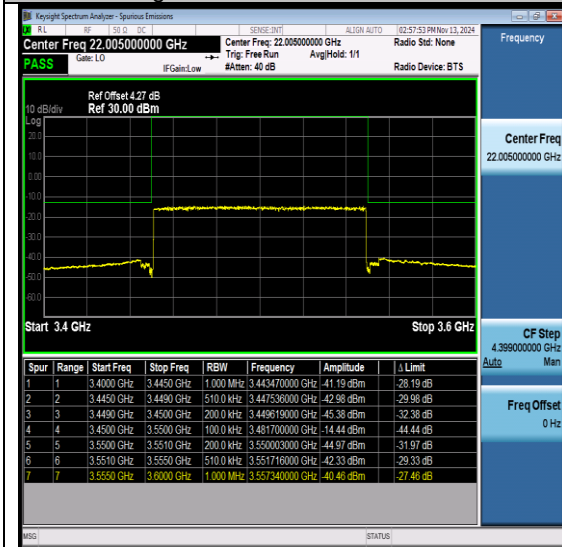 Keysight Spectrum Analyzer - Spurious Emissions
RL RF 50 Ω DC SENSE:INT ALIGN AUTO 02:57:53 PM Nov 13, 2024
Center Freq 22.005000000 GHz Center Freq: 22.005000000 GHz Radio Std: None
PASS Gate: LO Trig: Free Run Avg|Hold: 1/1
IFGain:Low #Atten: 40 dB Radio Device: BTS
Ref Offset 4.27 dB
10 dB/div Ref 30.00 dBm
Log
20.0
10.0
0.00
-10.0
-20.0
-30.0
-40.0
-50.0
-60.0
Start 3.4 GHz Stop 3.6 GHz
Spur Range Start Freq Stop Freq RBW Frequency Amplitude Δ Limit
1 1 3.4000 GHz 3.4450 GHz 1.000 MHz 3.443470000 GHz -41.19 dBm -28.19 dB
2 2 3.4450 GHz 3.4490 GHz 510.0 kHz 3.447536000 GHz -42.98 dBm -29.98 dB
3 3 3.4490 GHz 3.4500 GHz 200.0 kHz 3.449619000 GHz -45.38 dBm -32.38 dB
4 4 3.4500 GHz 3.5500 GHz 100.0 kHz 3.481700000 GHz -14.44 dBm -44.44 dB
5 5 3.5500 GHz 3.5510 GHz 200.0 kHz 3.550003000 GHz -44.97 dBm -31.97 dB
6 6 3.5510 GHz 3.5550 GHz 510.0 kHz 3.551716000 GHz -42.33 dBm -29.33 dB
7 7 3.5550 GHz 3.6000 GHz 1.000 MHz 3.557340000 GHz -40.46 dBm -27.46 dB
MSG STATUS
Frequency
Center Freq
22.005000000 GHz
CF Step
4.399000000 GHz
Auto Man
Freq Offset
0 Hz